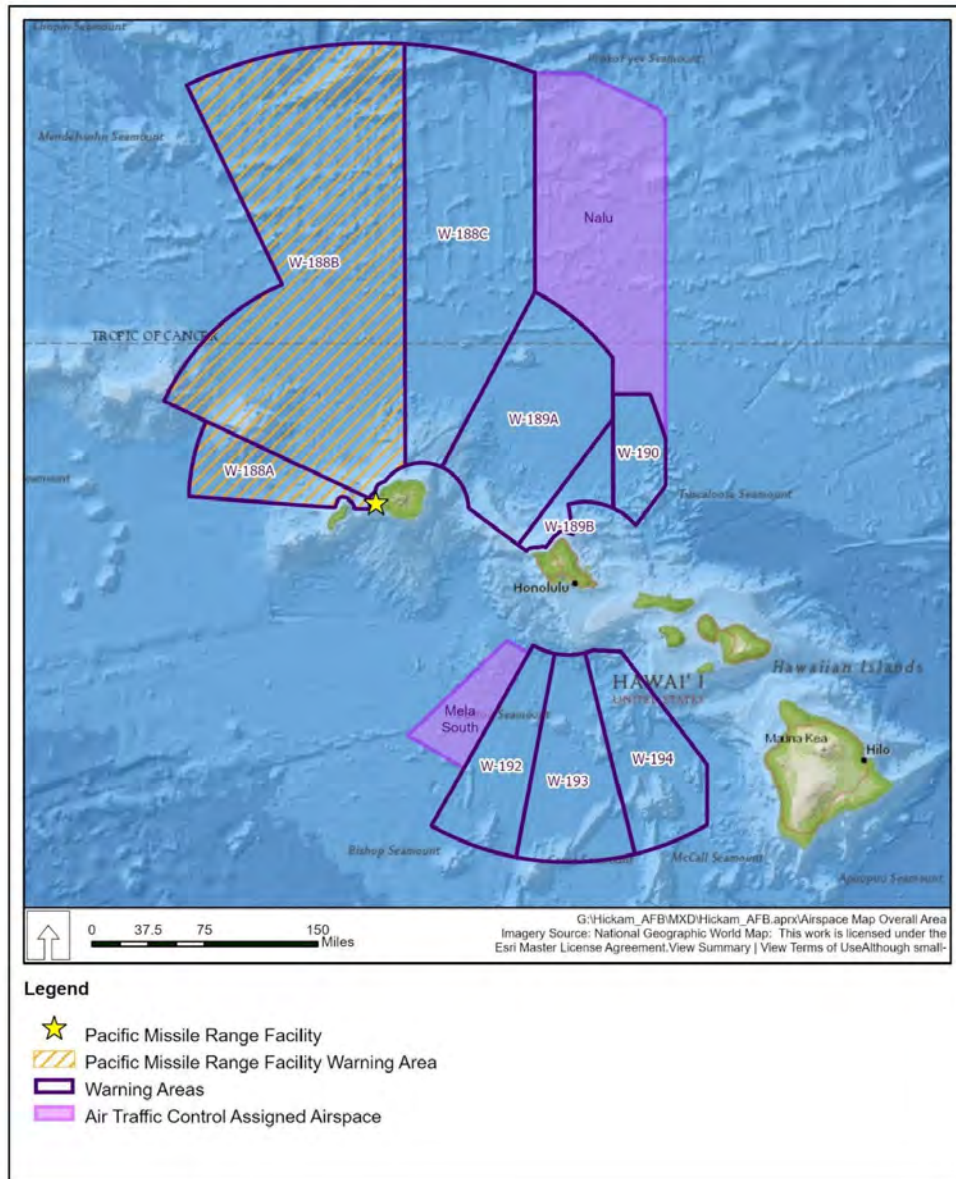 Mendelssohn Seamount
W-188C
Nalu
W-188B
TROPIC OF CANCER
W-189A
W-190
W-188A
Tuscaloosa Seamount
W-189B
Honolulu
Hawaiian Islands
HAWAI'I
UNITED STATES
Mela
South
Seamount
Mauna Kea
Hilo
W-192
W-193
W-194
Bishop Seamount
McCall Seamount
Apuupuu Seamount
0 37.5 75 150
Miles
G:\Hickam_AFB\MXD\Hickam_AFB.aprx\Airspace Map Overall Area
Imagery Source: National Geographic World Map: This work is licensed under the
Esri Master License Agreement.View Summary | View Terms of UseAlthough small-
Legend
Pacific Missile Range Facility
Pacific Missile Range Facility Warning Area
Warning Areas
Air Traffic Control Assigned Airspace